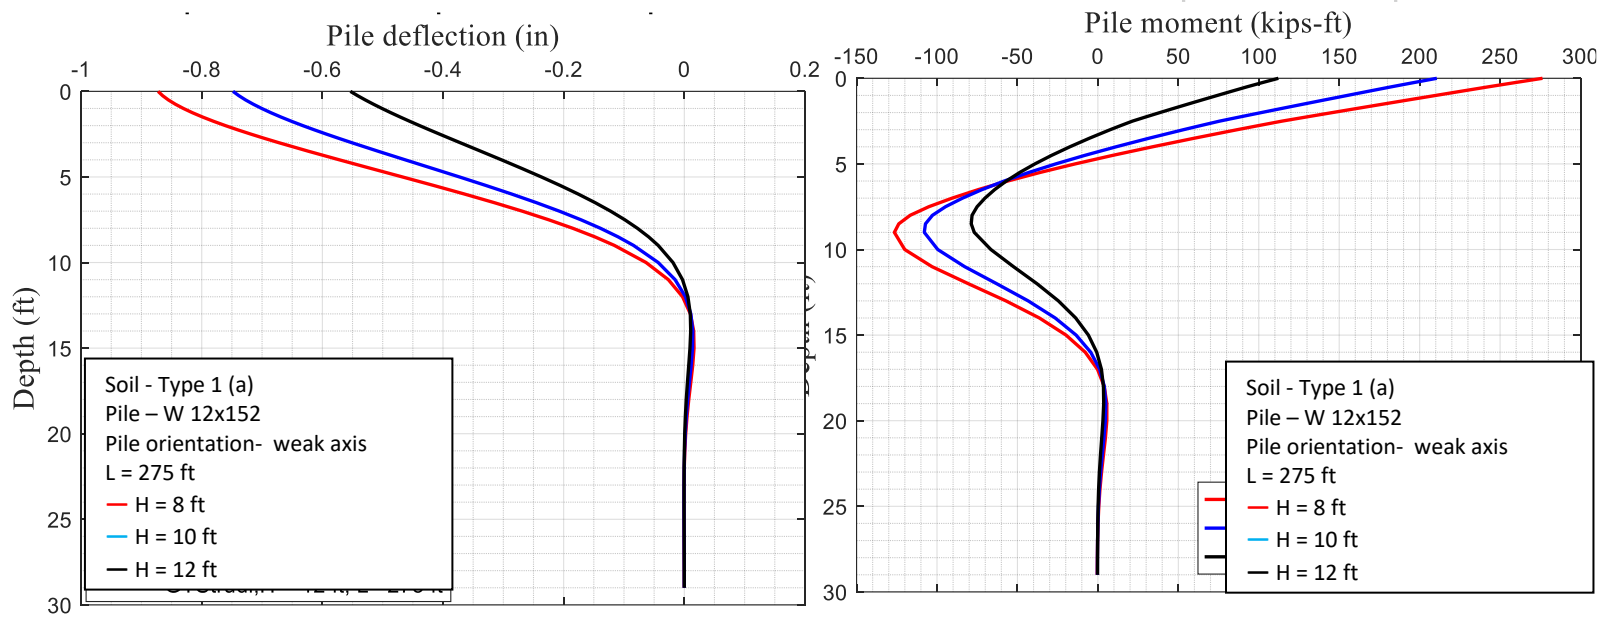 Pile deflection (in)
-1 -0.8 -0.6 -0.4 -0.2 0 0.2
0
5
10
15
20
25
30
Depth (ft)
Soil - Type 1 (a)
Pile – W 12x152
Pile orientation- weak axis
L = 275 ft
H = 8 ft
H = 10 ft
H = 12 ft
Pile moment (kips-ft)
-150 -100 -50 0 50 100 150 200 250 300
0
5
10
15
20
25
30
Soil - Type 1 (a)
Pile – W 12x152
Pile orientation- weak axis
L = 275 ft
H = 8 ft
H = 10 ft
H = 12 ft